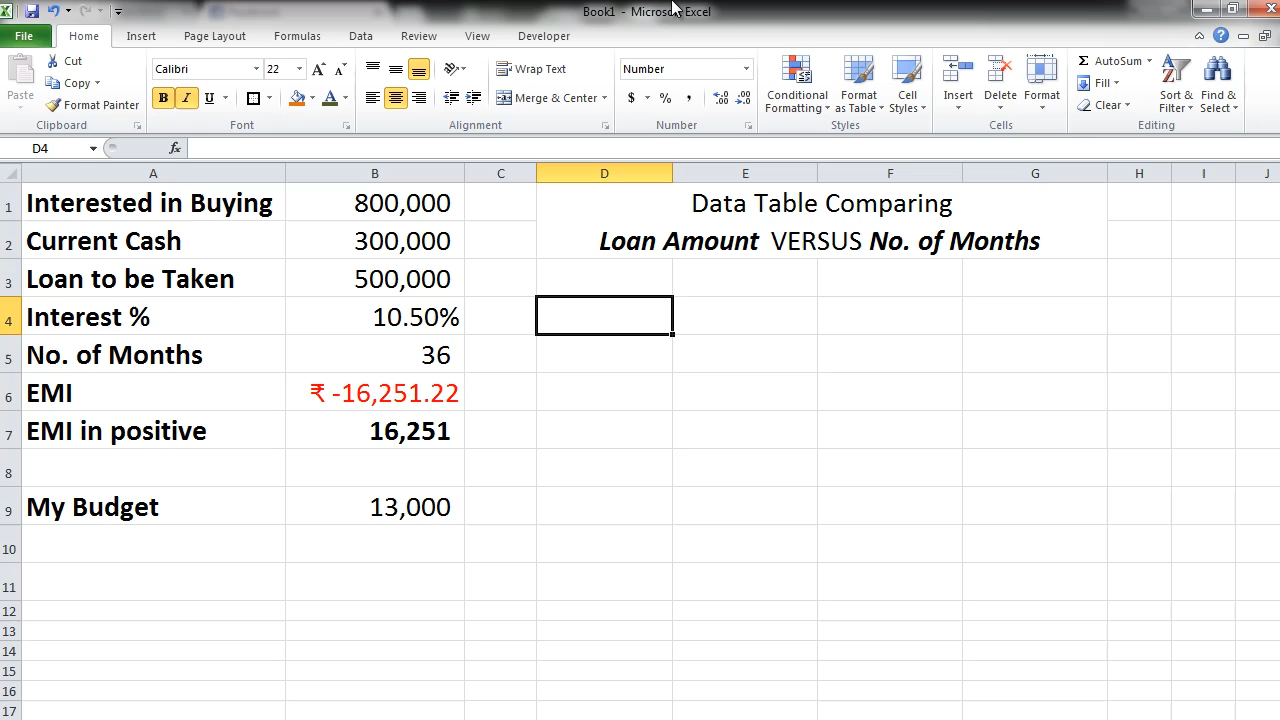 Book1 - Microsoft Excel
File Home Insert Page Layout Formulas Data Review View Developer
Paste
Cut
Copy
Format Painter
Clipboard
Calibri 22
B I U
Font
Wrap Text
Merge & Center
Alignment
Number
$ % ,
Number
Conditional Formatting
Format as Table
Cell Styles
Styles
Insert Delete Format
Cells
Σ AutoSum
Fill
Clear
Sort & Filter
Find & Select
Editing
D4 fx
A B C D E F G H I J
1 Interested in Buying 800,000 Data Table Comparing
2 Current Cash 300,000 Loan Amount VERSUS No. of Months
3 Loan to be Taken 500,000
4 Interest % 10.50%
5 No. of Months 36
6 EMI ₹ -16,251.22
7 EMI in positive 16,251
8
9 My Budget 13,000
10
11
12
13
14
15
16
17